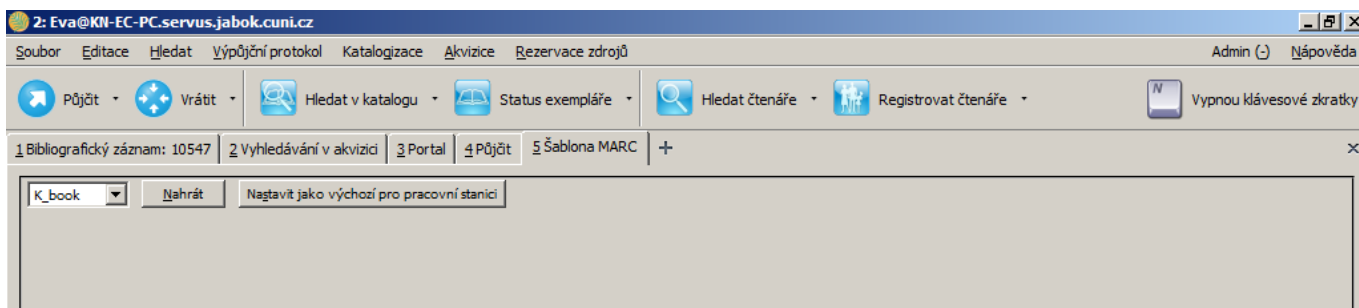 2: Eva@KN-EC-PC.servus.jabok.cuni.cz
Soubor Editace Hledat Výpůjční protokol Katalogizace Akvizice Rezervace zdrojů Admin (-) Nápověda
Půjčit Vrátit Hledat v katalogu Status exempláře Hledat čtenáře Registrovat čtenáře N Vypnou klávesové zkratky
1 Bibliografický záznam: 10547 2 Vyhledávání v akvizici 3 Portal 4 Půjčit 5 Šablona MARC
K_book Nahrát Nastavit jako výchozí pro pracovní stanici